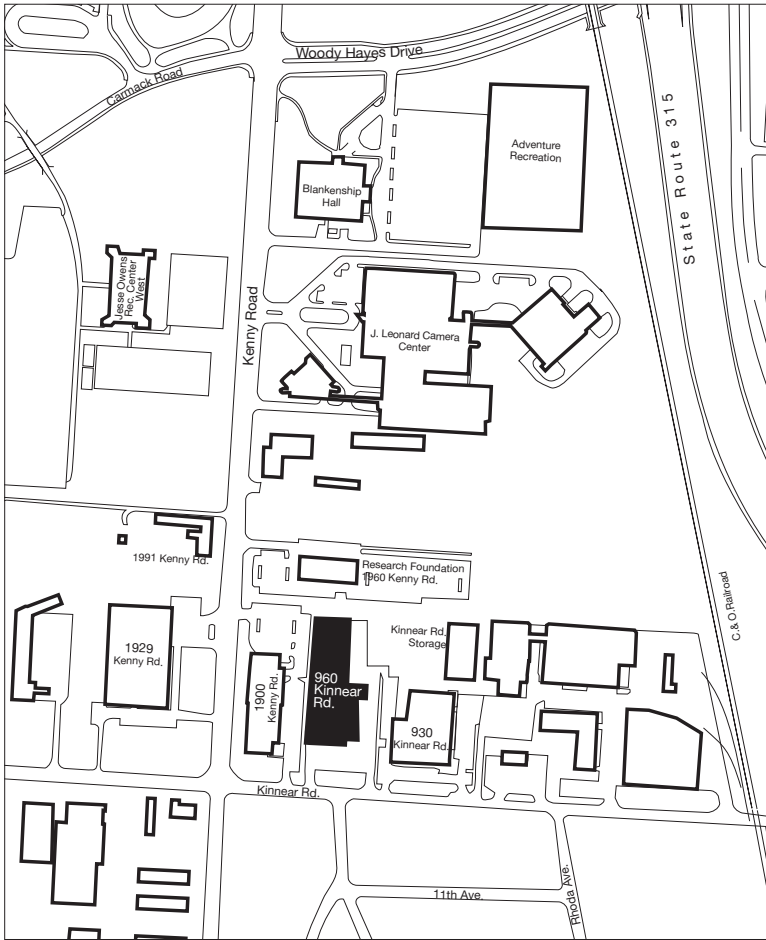 Woody Hayes Drive
Carmack Road
State Route 315
Adventure
Recreation
Blankenship
Hall
Jesse Owens
Rec. Center
West
Kenny Road
J. Leonard Camera
Center
1991 Kenny Rd.
Research Foundation
1960 Kenny Rd.
C.& O.Railroad
Kinnear Rd.
Storage
1929
Kenny Rd.
1900
Kenny Rd.
960
Kinnear
Rd.
930
Kinnear Rd.
Kinnear Rd.
11th Ave.
Rhoda Ave.